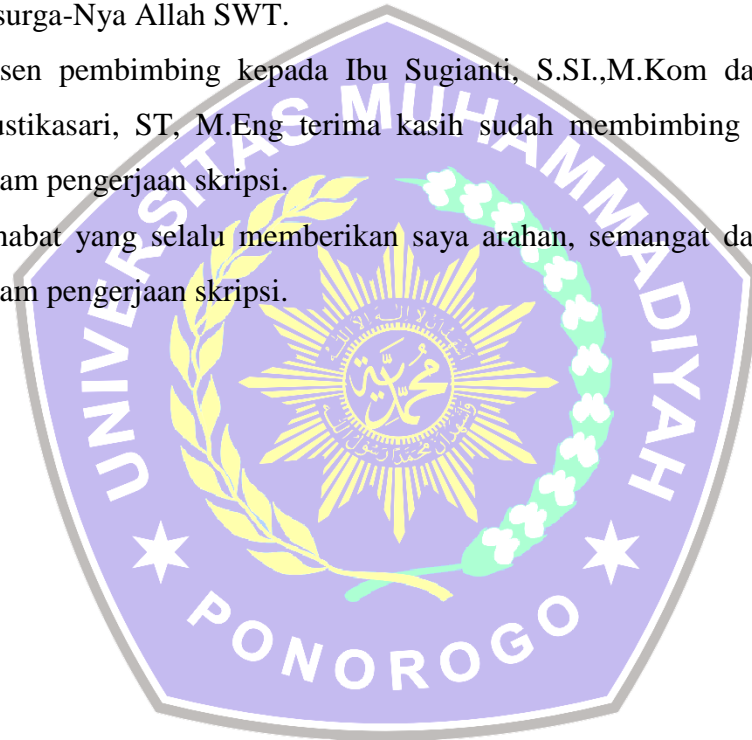 surga-Nya Allah SWT.
sen pembimbing kepada Ibu Sugianti, S.SI.,M.Kom da
ustikasari, ST, M.Eng terima kasih sudah membimbing
am pengerjaan skripsi.
habat yang selalu memberikan saya arahan, semangat da
am pengerjaan skripsi.
UNIVERSITAS MUHAMMADIYAH
محمدية
PONOROGO